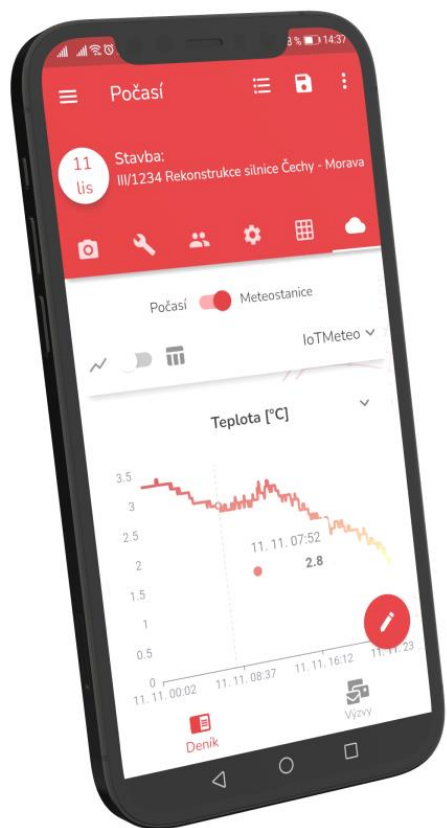 8 % 14:37
Počasí
11
lis
Stavba:
III/1234 Rekonstrukce silnice Čechy - Morava
Počasí Meteostanice
IoTMeteo
Teplota [°C]
3.5
3
2.5
2
1.5
1
0.5
0
11. 11. 07:52
2.8
11. 11. 00:02 11. 11. 08:37 11. 11. 16:12 11. 11. 23
Deník
Výzvy